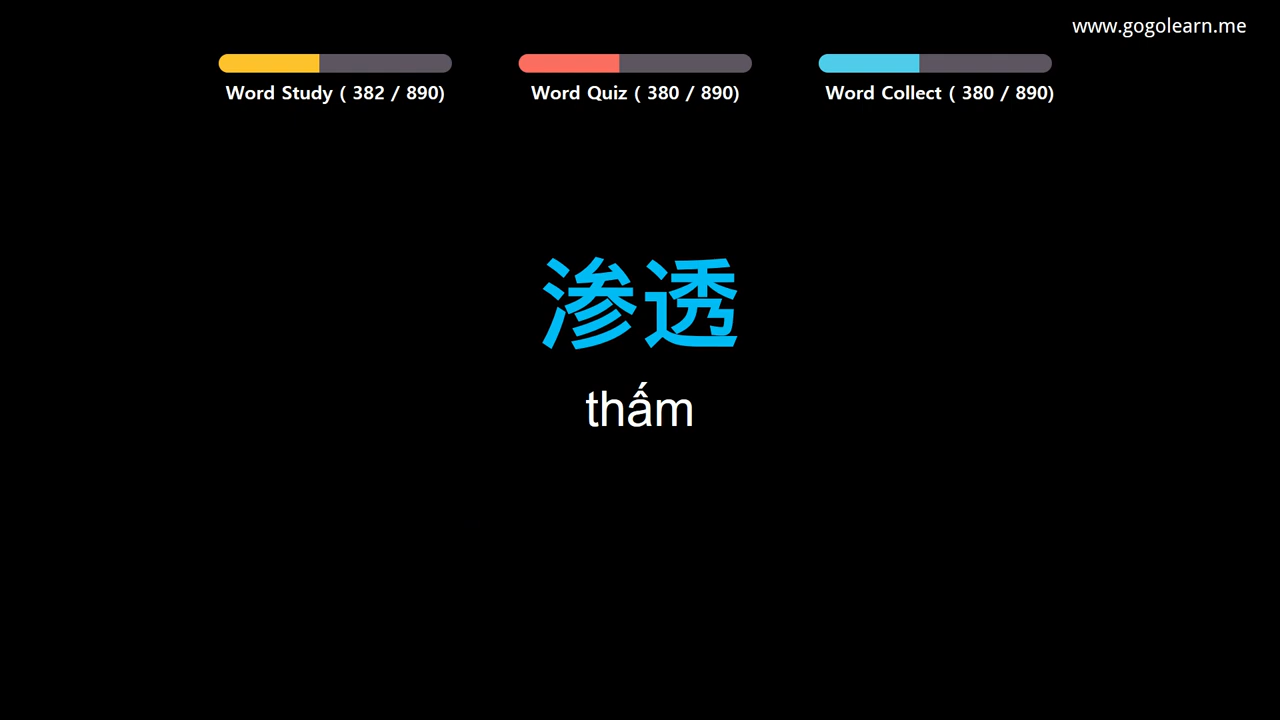 www.gogolearn.me
Word Study ( 382 / 890)
Word Quiz ( 380 / 890)
Word Collect ( 380 / 890)
渗透
thấm